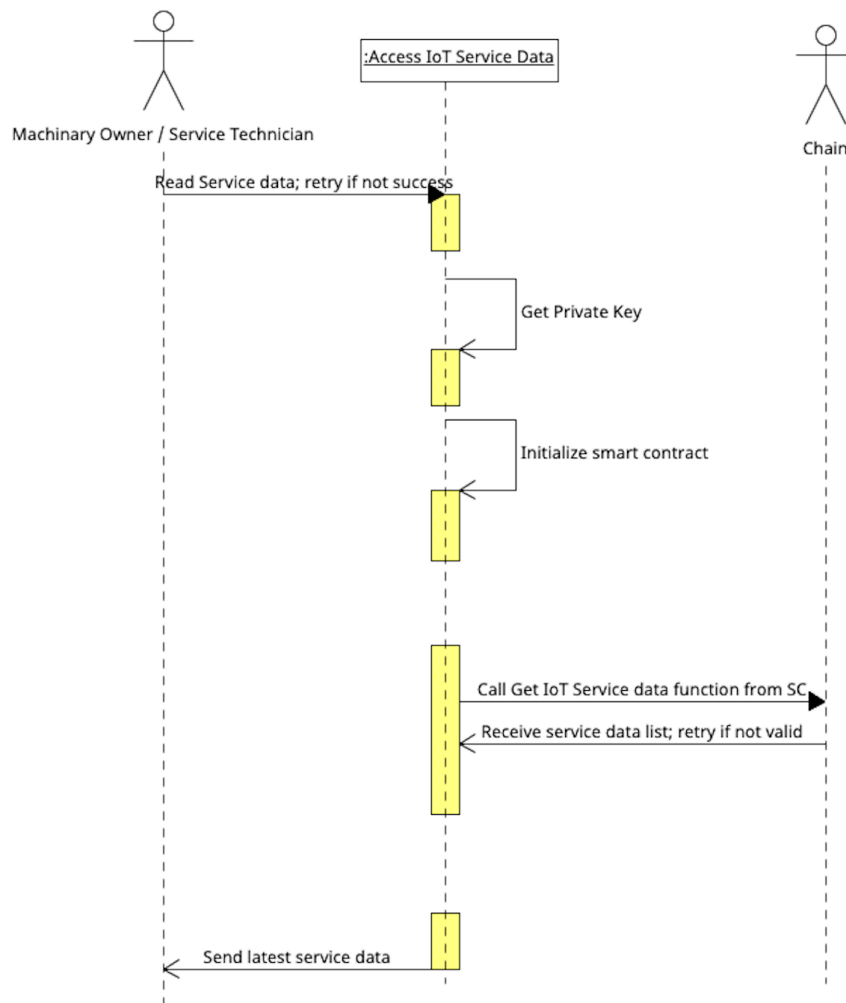 :Access IoT Service Data
Machinary Owner / Service Technician
Chain
Read Service data; retry if not success
Get Private Key
Initialize smart contract
Call Get IoT Service data function from SC
Receive service data list; retry if not valid
Send latest service data